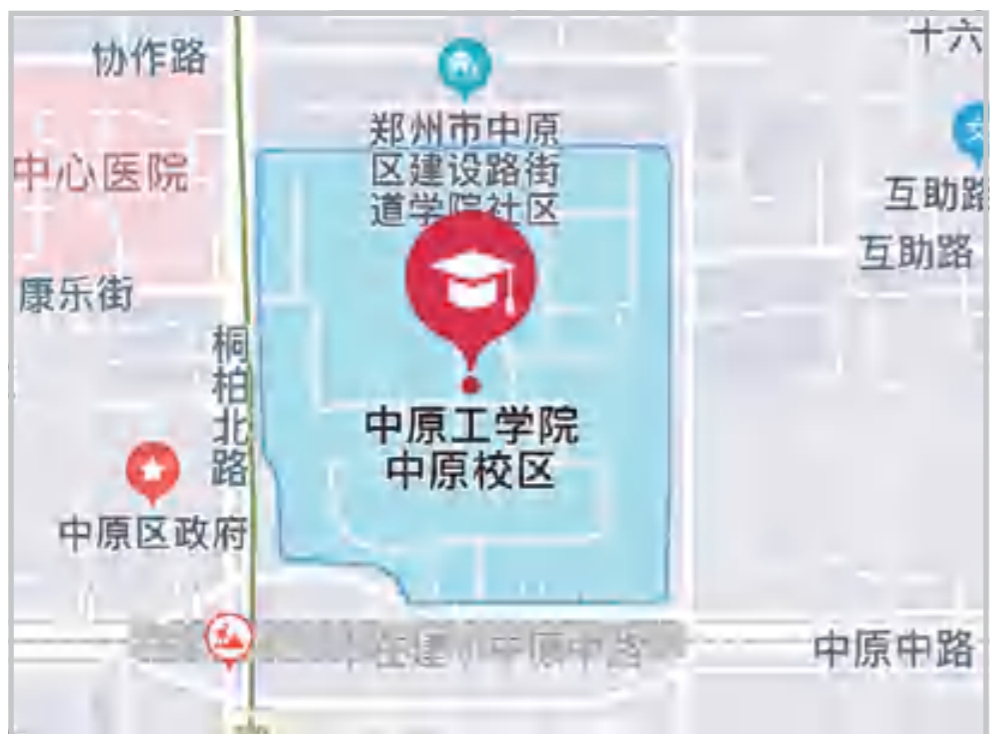 十六
协作路
郑州市中原
区建设路街
道学院社区
中心医院
互助路
互助路
康乐街
桐柏北路
中原工学院
中原校区
中原区政府
中原中路
中原中路